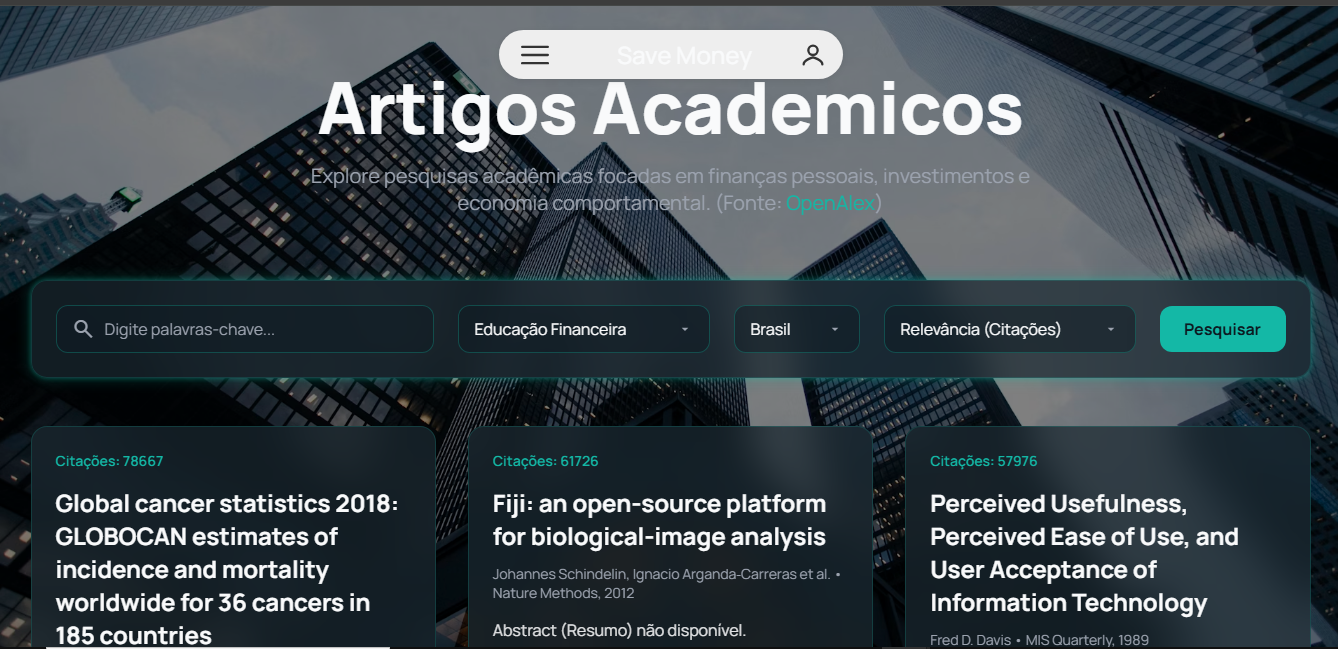 Save Money
Artigos Academicos
Explore pesquisas acadêmicas focadas em finanças pessoais, investimentos e
economia comportamental. (Fonte: OpenAlex)
Digite palavras-chave...
Educação Financeira
Brasil
Relevância (Citações)
Pesquisar
Citações: 78667
Global cancer statistics 2018:
GLOBOCAN estimates of
incidence and mortality
worldwide for 36 cancers in
185 countries
Citações: 61726
Fiji: an open-source platform
for biological-image analysis
Johannes Schindelin, Ignacio Arganda-Carreras et al. •
Nature Methods, 2012
Abstract (Resumo) não disponível.
Citações: 57976
Perceived Usefulness,
Perceived Ease of Use, and
User Acceptance of
Information Technology
Fred D. Davis • MIS Quarterly, 1989